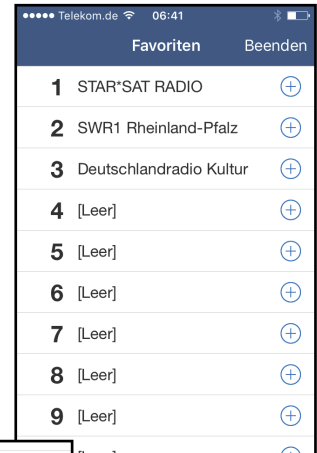 Telekom.de 06:41
Favoriten Beenden
1 STAR*SAT RADIO
2 SWR1 Rheinland-Pfalz
3 Deutschlandradio Kultur
4 [Leer]
5 [Leer]
6 [Leer]
7 [Leer]
8 [Leer]
9 [Leer]